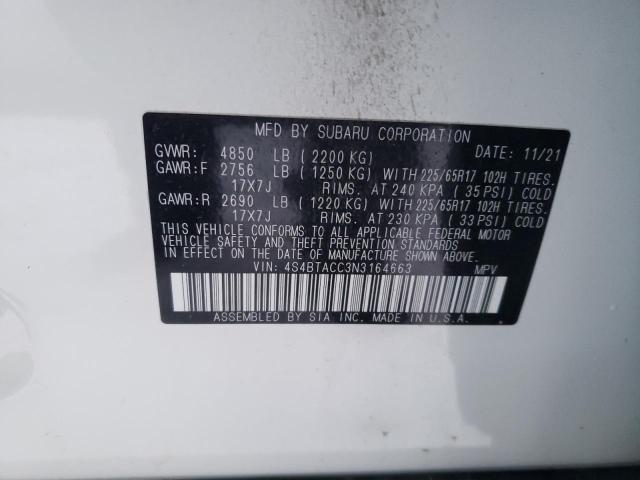 MFD BY SUBARU CORPORATION
GVWR: 4850 LB (2200 KG) DATE: 11/21
GAWR:F 2756 LB (1250 KG) WITH 225/65R17 102H TIRES.
17X7J RIMS. AT 240 KPA (35 PSI) COLD
GAWR:R 2690 LB (1220 KG) WITH 225/65R17 102H TIRES.
17X7J RIMS. AT 230 KPA (33 PSI) COLD
THIS VEHICLE CONFORMS TO ALL APPLICABLE FEDERAL MOTOR
VEHICLE SAFETY AND THEFT PREVENTION STANDARDS
IN EFFECT ON THE DATE OF MANUFACTURE SHOWN ABOVE.
VIN: 4S4BTACC3N3164663 MPV
ASSEMBLED BY SIA INC. MADE IN U.S.A.